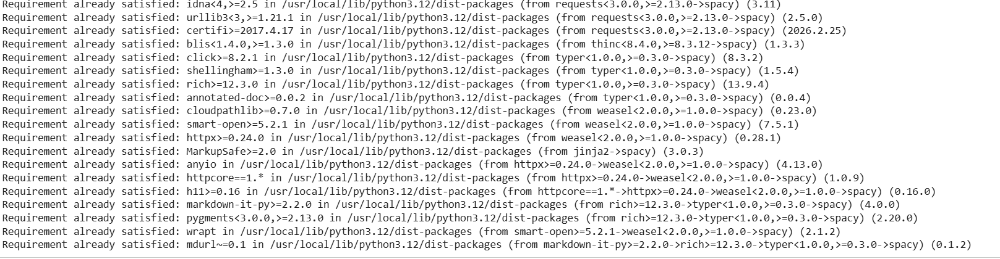 Requirement already satisfied: idna<4,>=2.5 in /usr/local/lib/python3.12/dist-packages (from requests<3.0.0,>=2.13.0->spacy) (3.11)
Requirement already satisfied: urllib3<3,>=1.21.1 in /usr/local/lib/python3.12/dist-packages (from requests<3.0.0,>=2.13.0->spacy) (2.5.0)
Requirement already satisfied: certifi>=2017.4.17 in /usr/local/lib/python3.12/dist-packages (from requests<3.0.0,>=2.13.0->spacy) (2026.2.25)
Requirement already satisfied: blis<1.4.0,>=1.3.0 in /usr/local/lib/python3.12/dist-packages (from thinc<8.4.0,>=8.3.12->spacy) (1.3.3)
Requirement already satisfied: click>=8.2.1 in /usr/local/lib/python3.12/dist-packages (from typer<1.0.0,>=0.3.0->spacy) (8.3.2)
Requirement already satisfied: shellingham>=1.3.0 in /usr/local/lib/python3.12/dist-packages (from typer<1.0.0,>=0.3.0->spacy) (1.5.4)
Requirement already satisfied: rich>=12.3.0 in /usr/local/lib/python3.12/dist-packages (from typer<1.0.0,>=0.3.0->spacy) (13.9.4)
Requirement already satisfied: annotated-doc>=0.0.2 in /usr/local/lib/python3.12/dist-packages (from typer<1.0.0,>=0.3.0->spacy) (0.0.4)
Requirement already satisfied: cloudpathlib>=0.7.0 in /usr/local/lib/python3.12/dist-packages (from weasel<2.0.0,>=1.0.0->spacy) (0.23.0)
Requirement already satisfied: smart-open>=5.2.1 in /usr/local/lib/python3.12/dist-packages (from weasel<2.0.0,>=1.0.0->spacy) (7.5.1)
Requirement already satisfied: httpx>=0.24.0 in /usr/local/lib/python3.12/dist-packages (from weasel<2.0.0,>=1.0.0->spacy) (0.28.1)
Requirement already satisfied: MarkupSafe>=2.0 in /usr/local/lib/python3.12/dist-packages (from jinja2->spacy) (3.0.3)
Requirement already satisfied: anyio in /usr/local/lib/python3.12/dist-packages (from httpx>=0.24.0->weasel<2.0.0,>=1.0.0->spacy) (4.13.0)
Requirement already satisfied: httpcore==1.* in /usr/local/lib/python3.12/dist-packages (from httpx>=0.24.0->weasel<2.0.0,>=1.0.0->spacy) (1.0.9)
Requirement already satisfied: h11>=0.16 in /usr/local/lib/python3.12/dist-packages (from httpcore==1.*->httpx>=0.24.0->weasel<2.0.0,>=1.0.0->spacy) (0.16.0)
Requirement already satisfied: markdown-it-py>=2.2.0 in /usr/local/lib/python3.12/dist-packages (from rich>=12.3.0->typer<1.0.0,>=0.3.0->spacy) (4.0.0)
Requirement already satisfied: pygments<3.0.0,>=2.13.0 in /usr/local/lib/python3.12/dist-packages (from rich>=12.3.0->typer<1.0.0,>=0.3.0->spacy) (2.20.0)
Requirement already satisfied: wrapt in /usr/local/lib/python3.12/dist-packages (from smart-open>=5.2.1->weasel<2.0.0,>=1.0.0->spacy) (2.1.2)
Requirement already satisfied: mdurl~=0.1 in /usr/local/lib/python3.12/dist-packages (from markdown-it-py>=2.2.0->rich>=12.3.0->typer<1.0.0,>=0.3.0->spacy) (0.1.2)